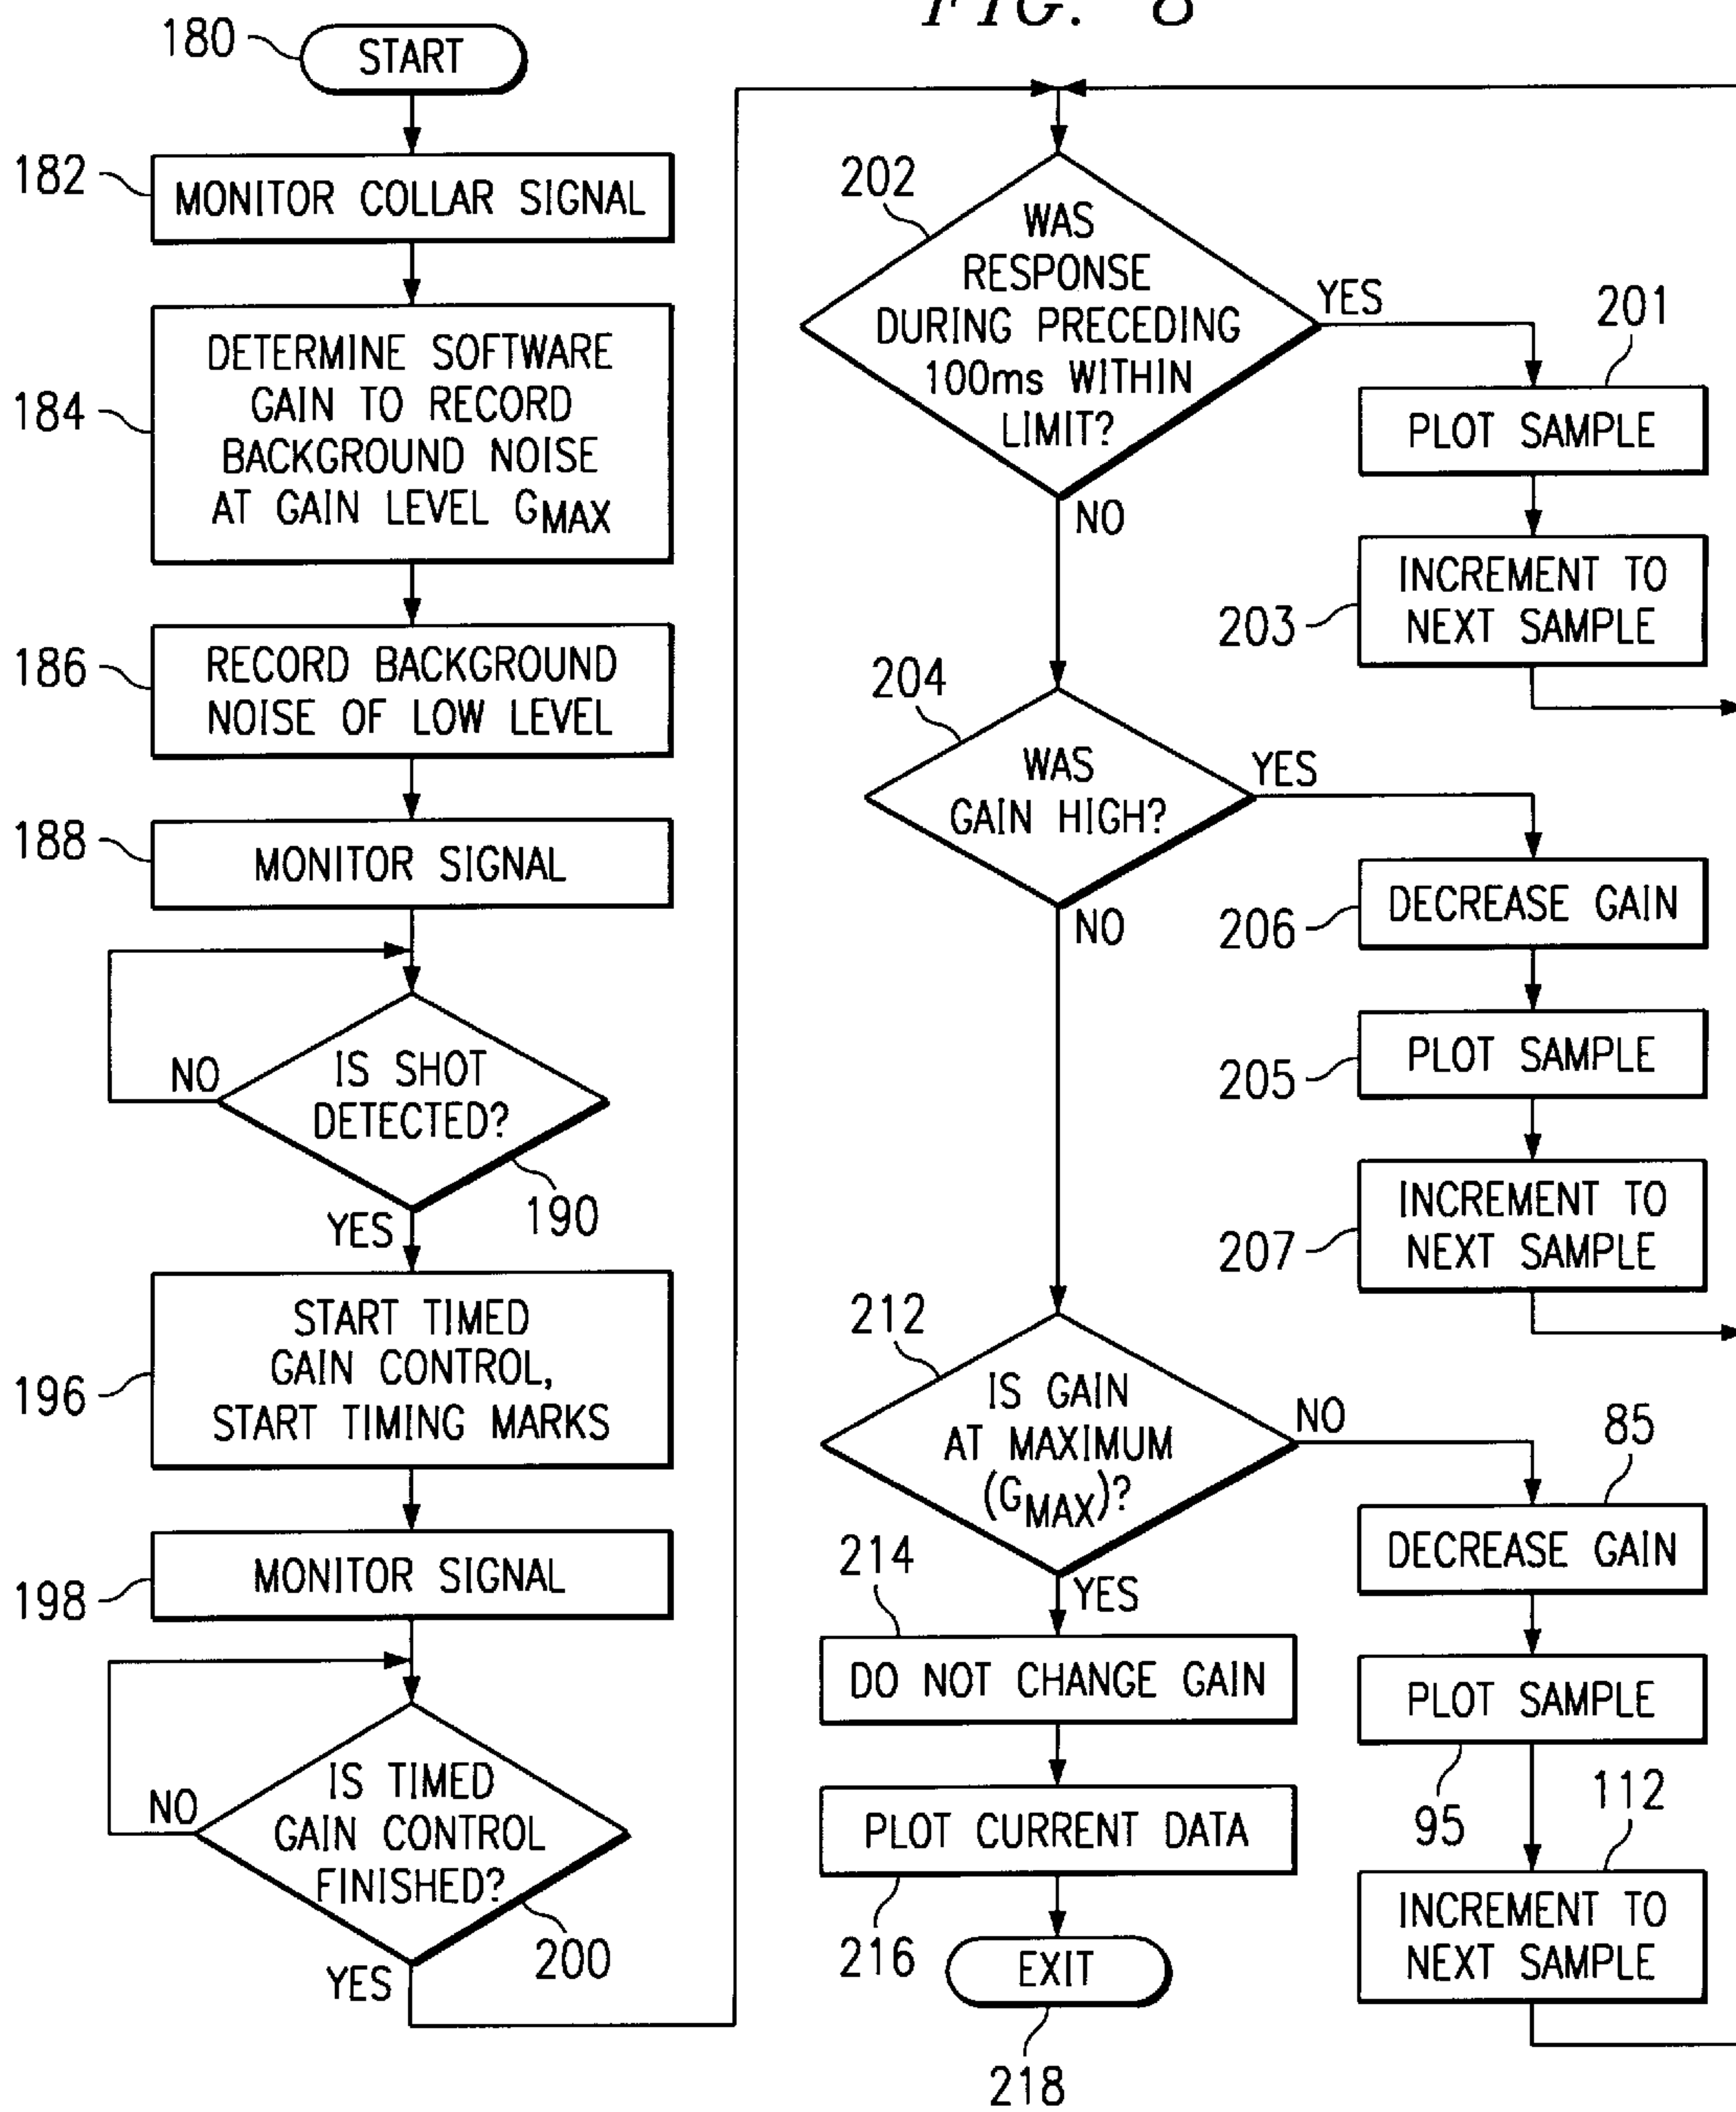 FIG. 8
180
START
182
MONITOR COLLAR SIGNAL
184
DETERMINE SOFTWARE
GAIN TO RECORD
BACKGROUND NOISE
AT GAIN LEVEL GMAX
186
RECORD BACKGROUND
NOISE OF LOW LEVEL
188
MONITOR SIGNAL
NO
IS SHOT
DETECTED?
190
YES
196
START TIMED
GAIN CONTROL,
START TIMING MARKS
198
MONITOR SIGNAL
NO
IS TIMED
GAIN CONTROL
FINISHED?
200
YES
202
WAS
RESPONSE
DURING PRECEDING
100ms WITHIN
LIMIT?
YES
NO
201
PLOT SAMPLE
203
INCREMENT TO
NEXT SAMPLE
204
WAS
GAIN HIGH?
YES
NO
206
DECREASE GAIN
205
PLOT SAMPLE
207
INCREMENT TO
NEXT SAMPLE
212
IS GAIN
AT MAXIMUM
(GMAX)?
NO
YES
85
DECREASE GAIN
PLOT SAMPLE
95
112
INCREMENT TO
NEXT SAMPLE
214
DO NOT CHANGE GAIN
PLOT CURRENT DATA
216
EXIT
218